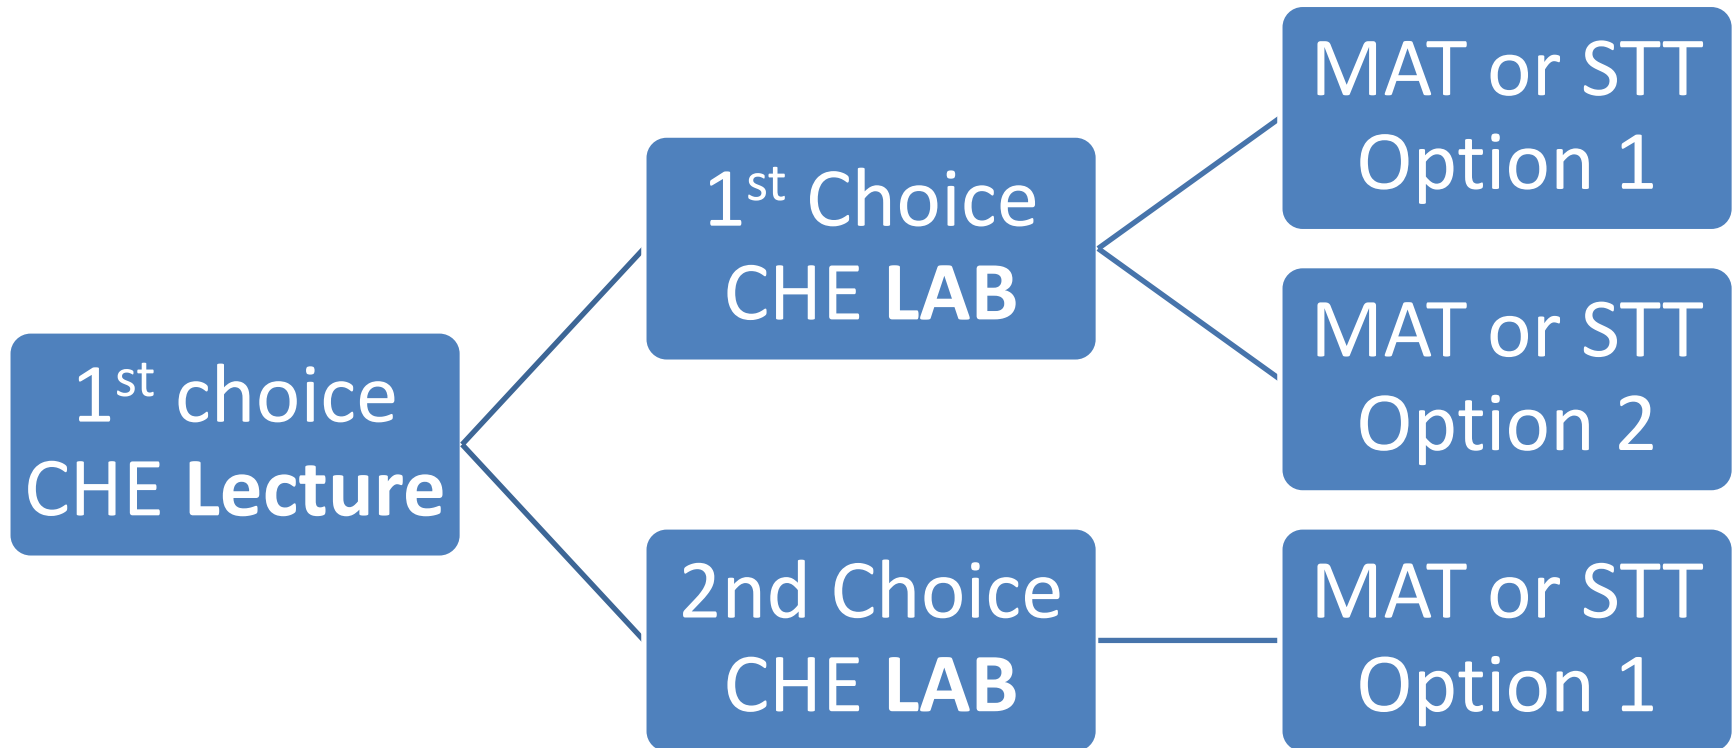 1st choice
CHE Lecture
1st Choice
CHE LAB
MAT or STT
Option 1
MAT or STT
Option 2
2nd Choice
CHE LAB
MAT or STT
Option 1